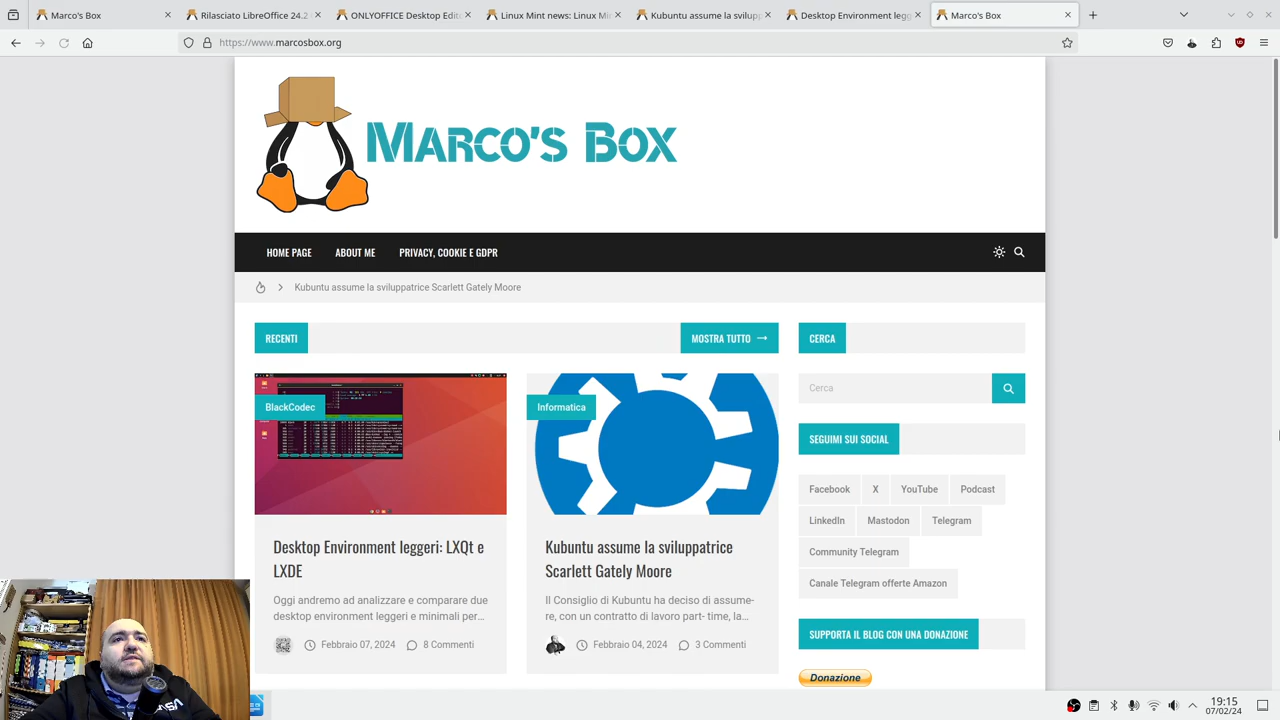 Marco's Box
Rilasciato LibreOffice 24.2
ONLYOFFICE Desktop Edit
Linux Mint news: Linux Mi
Kubuntu assume la svilupp
Desktop Environment legg
Marco's Box
https://www.marcosbox.org
MARCO'S BOX
HOME PAGE
ABOUT ME
PRIVACY, COOKIE E GDPR
Kubuntu assume la sviluppatrice Scarlett Gately Moore
RECENTI
MOSTRA TUTTO →
CERCA
Cerca
BlackCodec
Informatica
SEGUIMI SUI SOCIAL
Facebook
X
YouTube
Podcast
LinkedIn
Mastodon
Telegram
Community Telegram
Canale Telegram offerte Amazon
Desktop Environment leggeri: LXQt e
LXDE
Oggi andremo ad analizzare e comparare due
desktop environment leggeri e minimali per…
Febbraio 07, 2024
8 Commenti
Kubuntu assume la sviluppatrice
Scarlett Gately Moore
Il Consiglio di Kubuntu ha deciso di assume-
re, con un contratto di lavoro part- time, la…
Febbraio 04, 2024
3 Commenti
SUPPORTA IL BLOG CON UNA DONAZIONE
Donazione
19:15
07/02/24